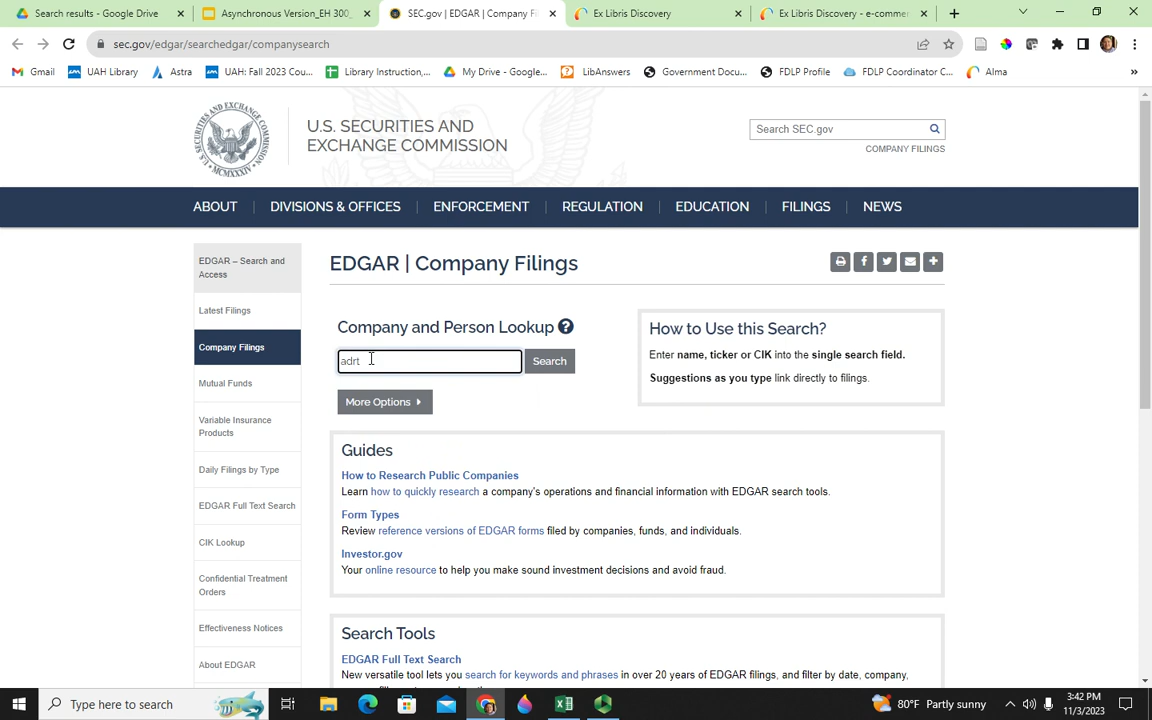 Search results - Google Drive
Asynchronous Version_EH 300_
SEC.gov | EDGAR | Company Fi
Ex Libris Discovery
Ex Libris Discovery - e-comme
sec.gov/edgar/searchedgar/companysearch
Gmail
UAH Library
Astra
UAH: Fall 2023 Cou...
Library Instruction,...
My Drive - Google...
LibAnswers
Government Docu...
FDLP Profile
FDLP Coordinator C...
Alma
»
U.S. SECURITIES AND
EXCHANGE COMMISSION
Search SEC.gov
COMPANY FILINGS
ABOUT
DIVISIONS & OFFICES
ENFORCEMENT
REGULATION
EDUCATION
FILINGS
NEWS
EDGAR – Search and
Access
Latest Filings
Company Filings
Mutual Funds
Variable Insurance
Products
Daily Filings by Type
EDGAR Full Text Search
CIK Lookup
Confidential Treatment
Orders
Effectiveness Notices
About EDGAR
EDGAR | Company Filings
Company and Person Lookup
adrt
Search
More Options
How to Use this Search?
Enter name, ticker or CIK into the single search field.
Suggestions as you type link directly to filings.
Guides
How to Research Public Companies
Learn how to quickly research a company's operations and financial information with EDGAR search tools.
Form Types
Review reference versions of EDGAR forms filed by companies, funds, and individuals.
Investor.gov
Your online resource to help you make sound investment decisions and avoid fraud.
Search Tools
EDGAR Full Text Search
New versatile tool lets you search for keywords and phrases in over 20 years of EDGAR filings, and filter by date, company,
Type here to search
80°F Partly sunny
3:42 PM
11/3/2023